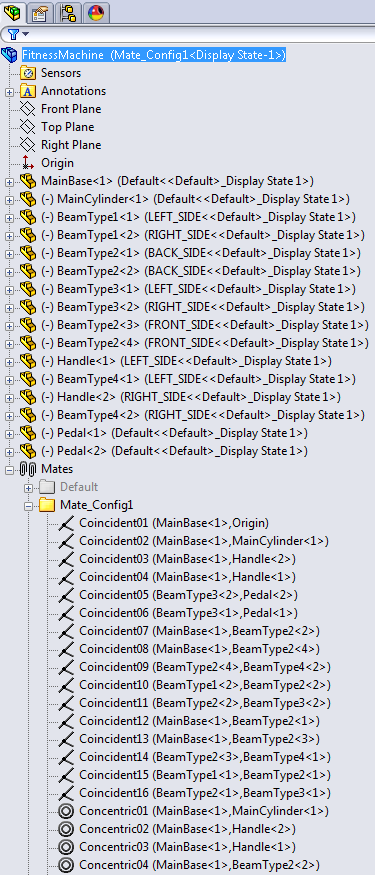 FitnessMachine (Mate_Config1<Display State-1>)
Sensors
Annotations
Front Plane
Top Plane
Right Plane
Origin
MainBase<1> (Default<<Default>_Display State 1>)
(-) MainCylinder<1> (Default<<Default>_Display State 1>)
(-) BeamType1<1> (LEFT_SIDE<<Default>_Display State 1>)
(-) BeamType1<2> (RIGHT_SIDE<<Default>_Display State 1>)
(-) BeamType2<1> (BACK_SIDE<<Default>_Display State 1>)
(-) BeamType2<2> (BACK_SIDE<<Default>_Display State 1>)
(-) BeamType3<1> (LEFT_SIDE<<Default>_Display State 1>)
(-) BeamType3<2> (RIGHT_SIDE<<Default>_Display State 1>)
(-) BeamType2<3> (FRONT_SIDE<<Default>_Display State 1>)
(-) BeamType2<4> (FRONT_SIDE<<Default>_Display State 1>)
(-) Handle<1> (LEFT_SIDE<<Default>_Display State 1>)
(-) BeamType4<1> (LEFT_SIDE<<Default>_Display State 1>)
(-) Handle<2> (RIGHT_SIDE<<Default>_Display State 1>)
(-) BeamType4<2> (RIGHT_SIDE<<Default>_Display State 1>)
(-) Pedal<1> (Default<<Default>_Display State 1>)
(-) Pedal<2> (Default<<Default>_Display State 1>)
Mates
Default
Mate_Config1
Coincident01 (MainBase<1>,Origin)
Coincident02 (MainBase<1>,MainCylinder<1>)
Coincident03 (MainBase<1>,Handle<2>)
Coincident04 (MainBase<1>,Handle<1>)
Coincident05 (BeamType3<2>,Pedal<2>)
Coincident06 (BeamType3<1>,Pedal<1>)
Coincident07 (MainBase<1>,BeamType2<2>)
Coincident08 (MainBase<1>,BeamType2<4>)
Coincident09 (BeamType2<4>,BeamType4<2>)
Coincident10 (BeamType1<2>,BeamType2<2>)
Coincident11 (BeamType2<2>,BeamType3<2>)
Coincident12 (MainBase<1>,BeamType2<1>)
Coincident13 (MainBase<1>,BeamType2<3>)
Coincident14 (BeamType2<3>,BeamType4<1>)
Coincident15 (BeamType1<1>,BeamType2<1>)
Coincident16 (BeamType2<1>,BeamType3<1>)
Concentric01 (MainBase<1>,MainCylinder<1>)
Concentric02 (MainBase<1>,Handle<2>)
Concentric03 (MainBase<1>,Handle<1>)
Concentric04 (MainBase<1>,BeamType2<2>)